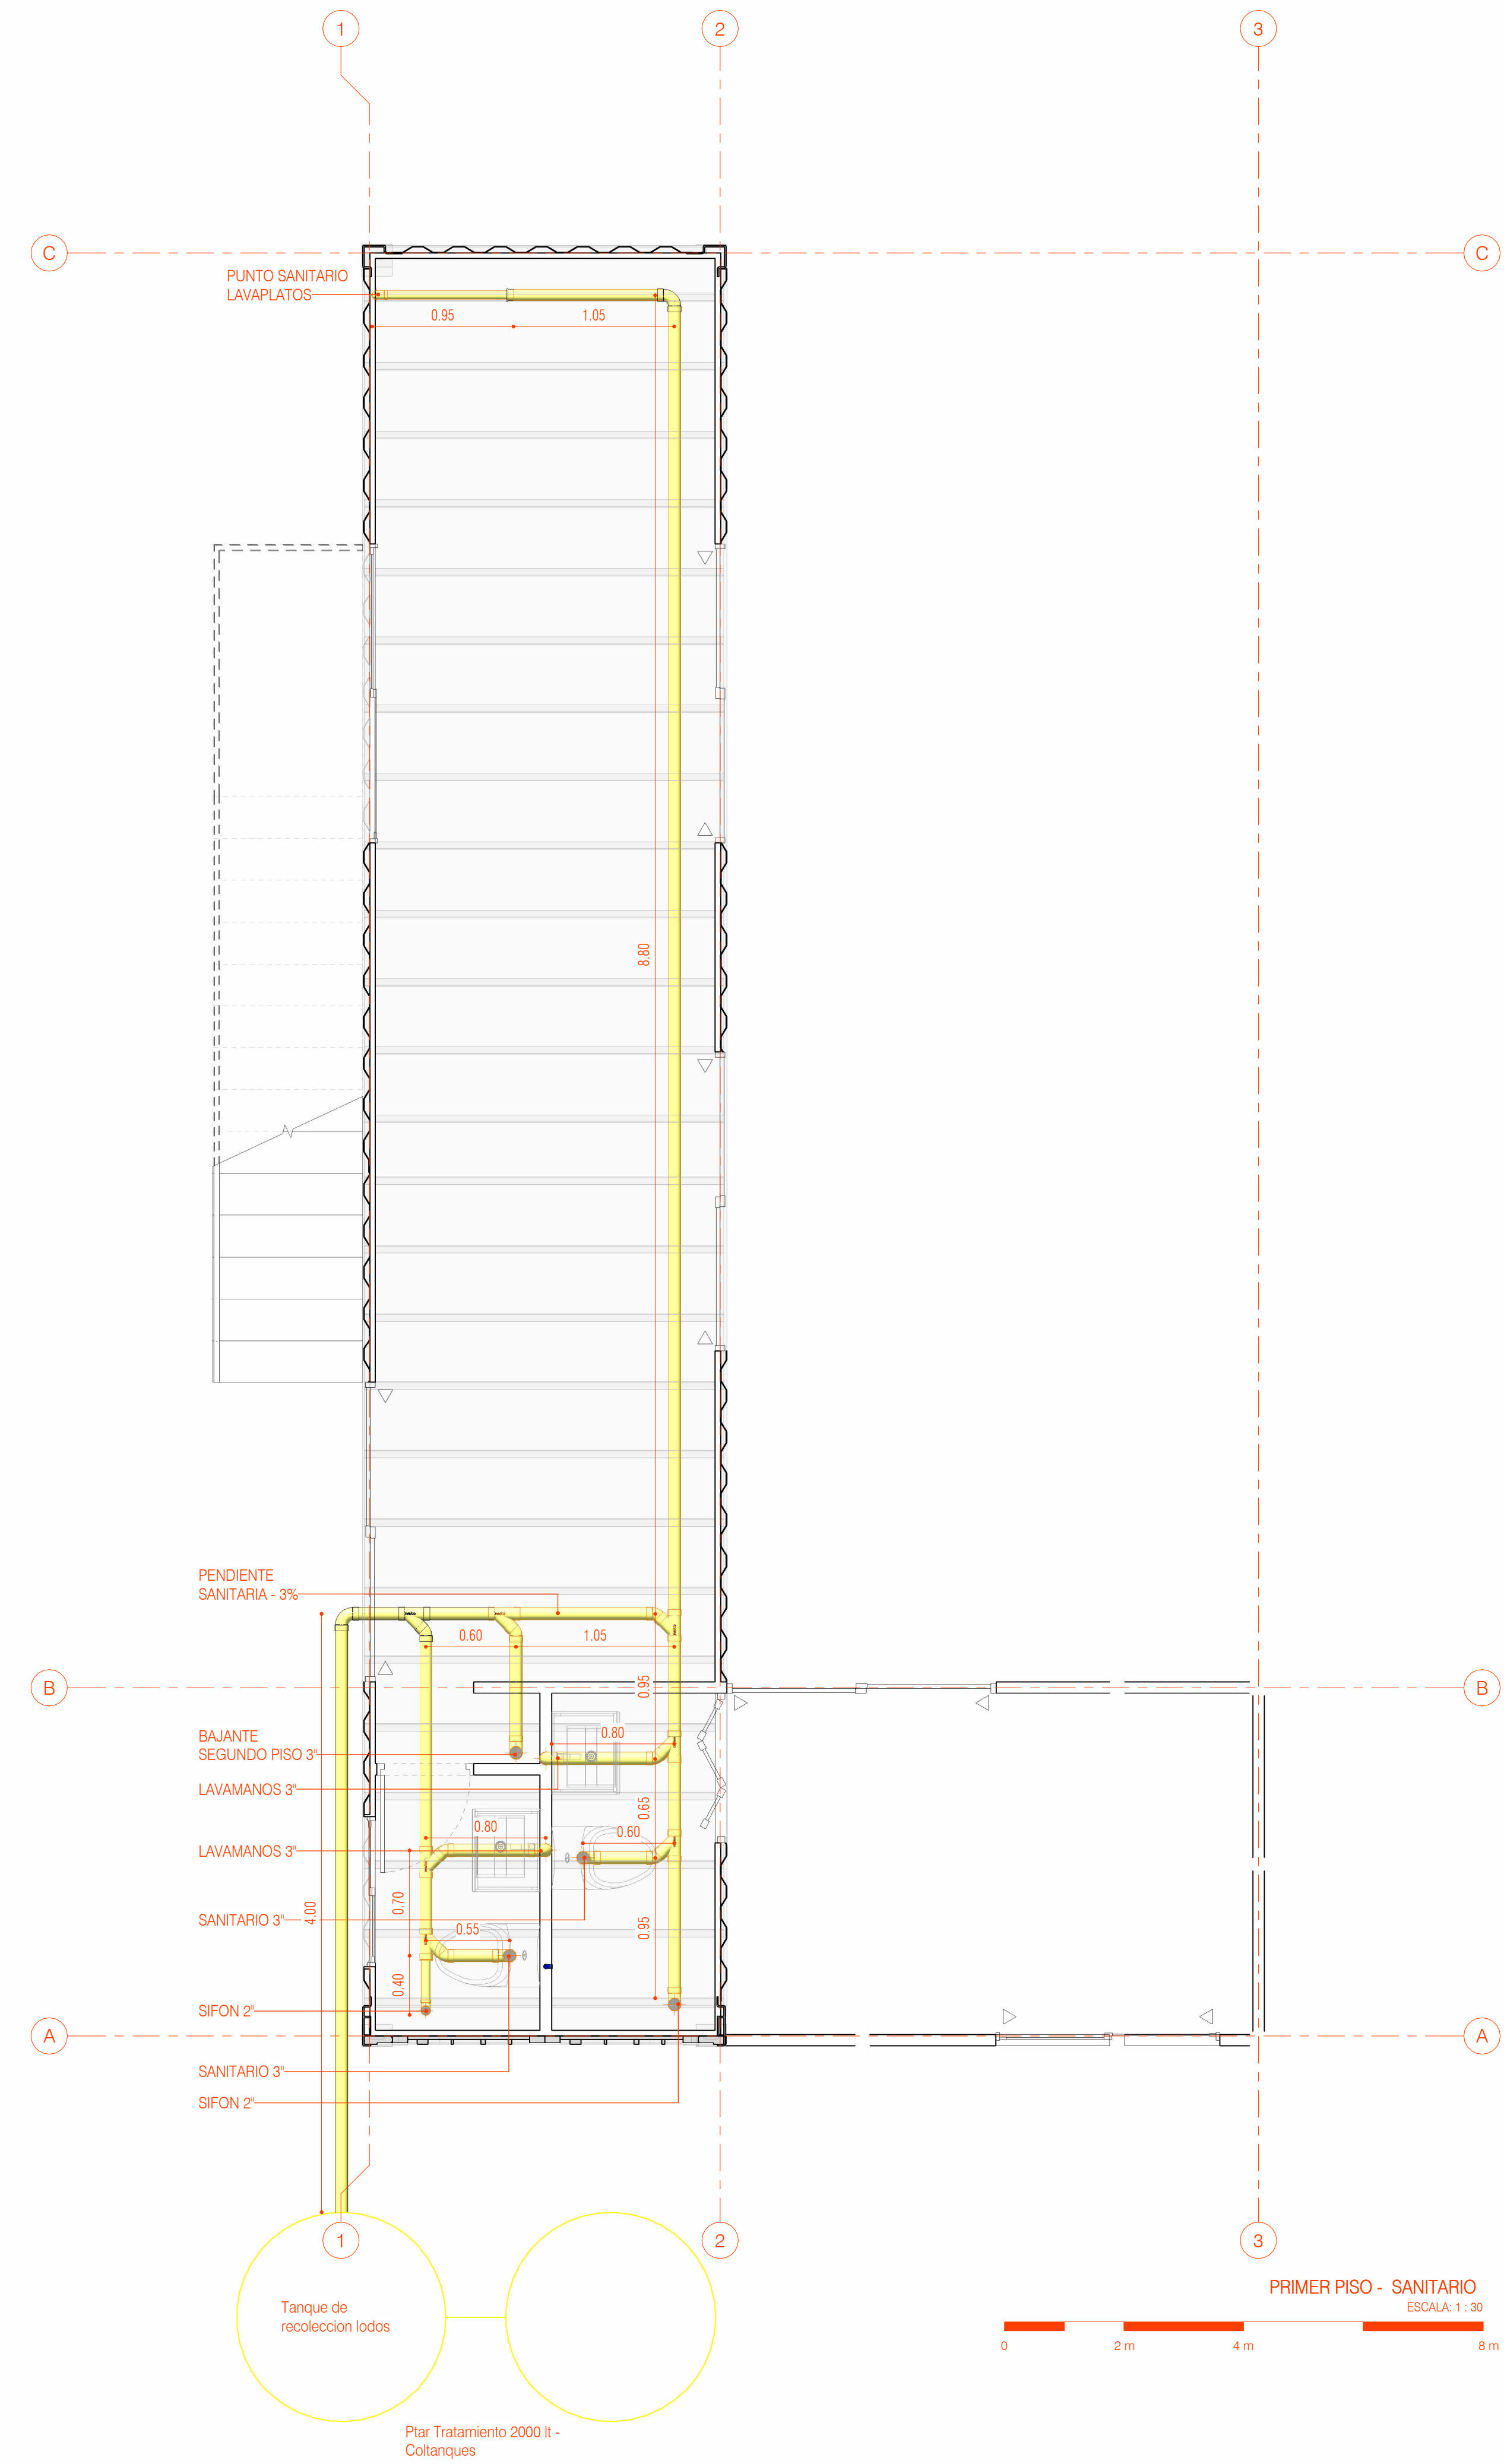 1
2
3
C
C
PUNTO SANITARIO
LAVAPLATOS
0.95
1.05
8.80
PENDIENTE
SANITARIA - 3%
0.60
1.05
0.95
B
B
BAJANTE
SEGUNDO PISO 3"
0.80
LAVAMANOS 3"
0.65
0.80
0.60
LAVAMANOS 3"
0.70
4.00
SANITARIO 3"
0.55
0.95
0.40
SIFON 2"
A
A
SANITARIO 3"
SIFON 2"
1
2
3
Tanque de
recoleccion lodos
PRIMER PISO - SANITARIO
ESCALA: 1 : 30
0
2 m
4 m
8 m
Ptar Tratamiento 2000 lt -
Coltanques